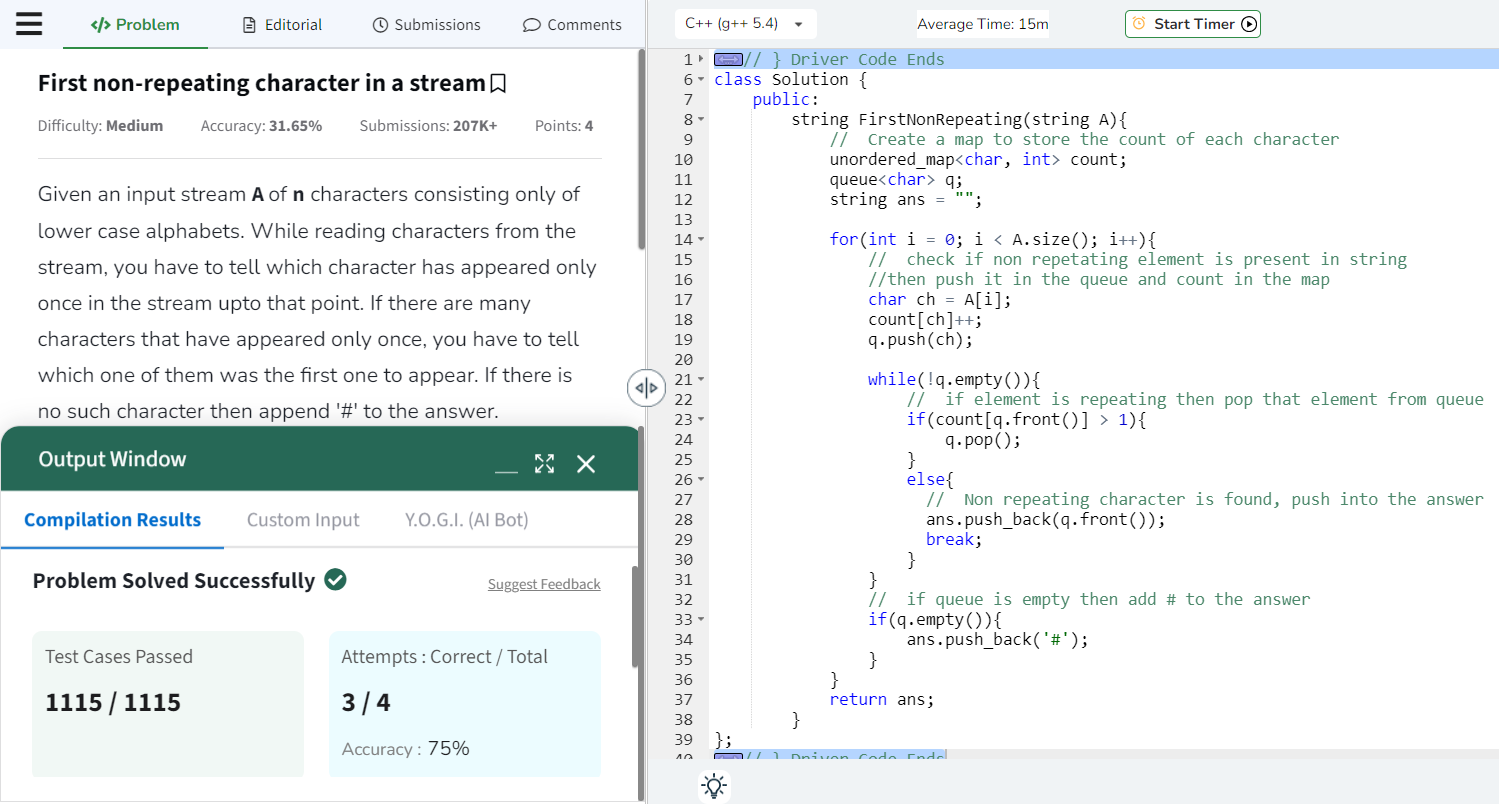 </> Problem
Editorial
Submissions
Comments
First non-repeating character in a stream
Difficulty: Medium Accuracy: 31.65% Submissions: 207K+ Points: 4
Given an input stream A of n characters consisting only of
lower case alphabets. While reading characters from the
stream, you have to tell which character has appeared only
once in the stream upto that point. If there are many
characters that have appeared only once, you have to tell
which one of them was the first one to appear. If there is
no such character then append '#' to the answer.
Output Window
Compilation Results Custom Input Y.O.G.I. (AI Bot)
Problem Solved Successfully
Suggest Feedback
Test Cases Passed
1115 / 1115
Attempts : Correct / Total
3 / 4
Accuracy : 75%
C++ (g++ 5.4)
Average Time: 15m
Start Timer
1 // } Driver Code Ends
6 class Solution {
7     public:
8         string FirstNonRepeating(string A){
9             //  Create a map to store the count of each character
10             unordered_map<char, int> count;
11             queue<char> q;
12             string ans = "";
13
14             for(int i = 0; i < A.size(); i++){
15                 //  check if non repetating element is present in string
16                 //then push it in the queue and count in the map
17                 char ch = A[i];
18                 count[ch]++;
19                 q.push(ch);
20
21                 while(!q.empty()){
22                     //  if element is repeating then pop that element from queue
23                     if(count[q.front()] > 1){
24                         q.pop();
25                     }
26                     else{
27                       //  Non repeating character is found, push into the answer
28                       ans.push_back(q.front());
29                       break;
30                     }
31                 }
32                 //  if queue is empty then add # to the answer
33                 if(q.empty()){
34                     ans.push_back('#');
35                 }
36             }
37             return ans;
38         }
39 };
40 // } Driver Code Ends